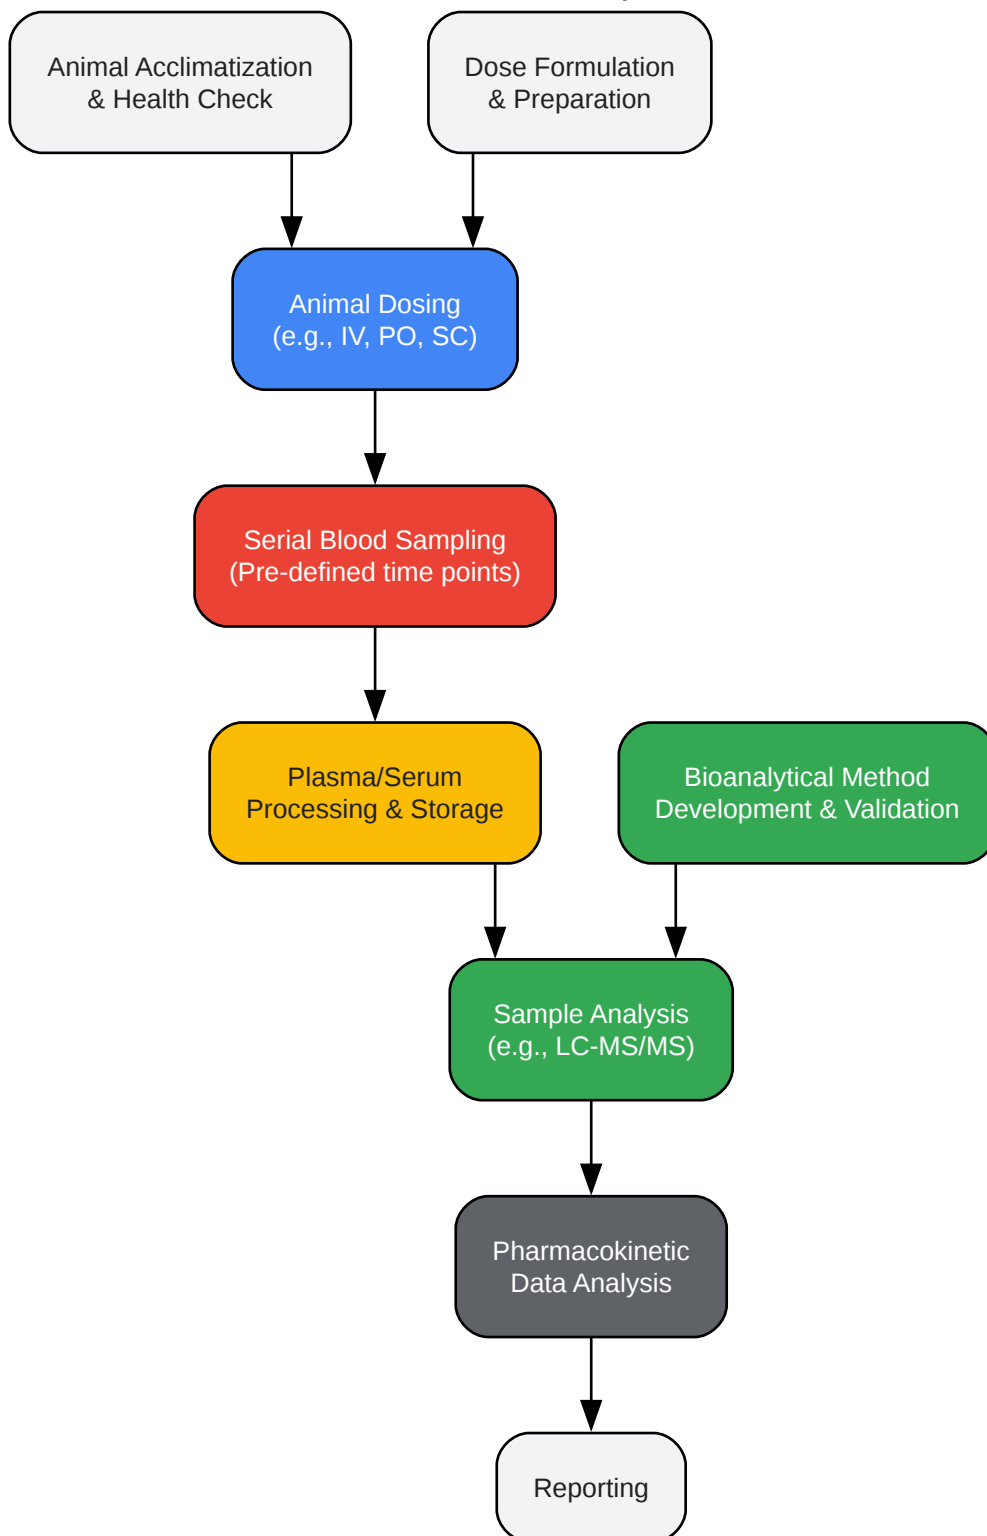 Animal Acclimatization
& Health Check
Dose Formulation
& Preparation
Animal Dosing
(e.g., IV, PO, SC)
Serial Blood Sampling
(Pre-defined time points)
Plasma/Serum
Processing & Storage
Bioanalytical Method
Development & Validation
Sample Analysis
(e.g., LC-MS/MS)
Pharmacokinetic
Data Analysis
Reporting